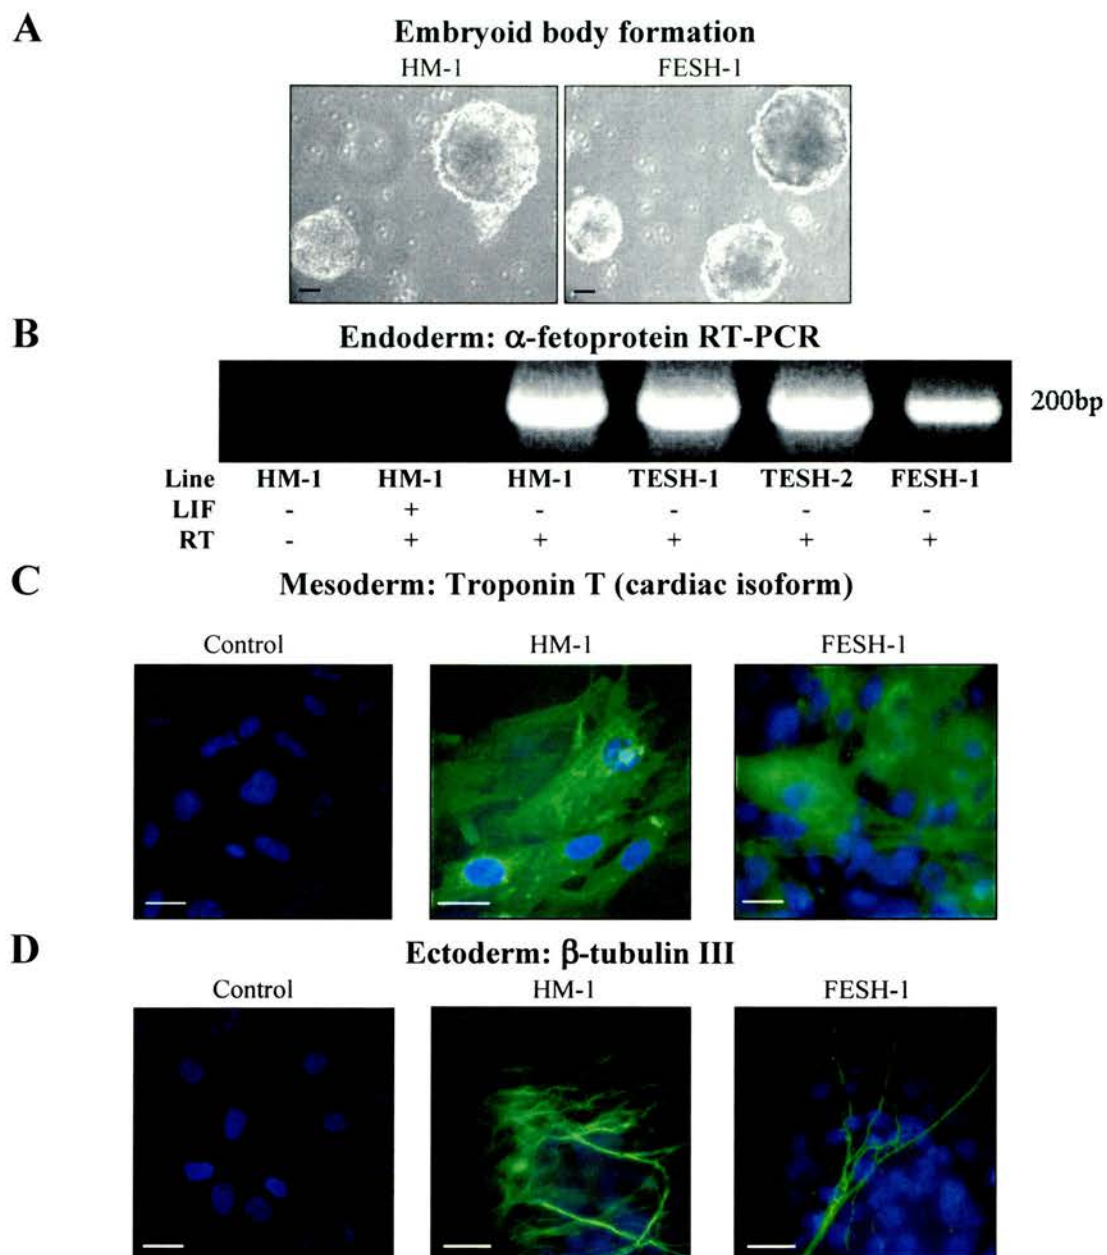 A
Embryoid body formation
HM-1 FESH-1
B
Endoderm: α-fetoprotein RT-PCR
200bp
Line HM-1 HM-1 HM-1 TESH-1 TESH-2 FESH-1
LIF - + - - - -
RT - + + + + +
C
Mesoderm: Troponin T (cardiac isoform)
Control HM-1 FESH-1
D
Ectoderm: β-tubulin III
Control HM-1 FESH-1